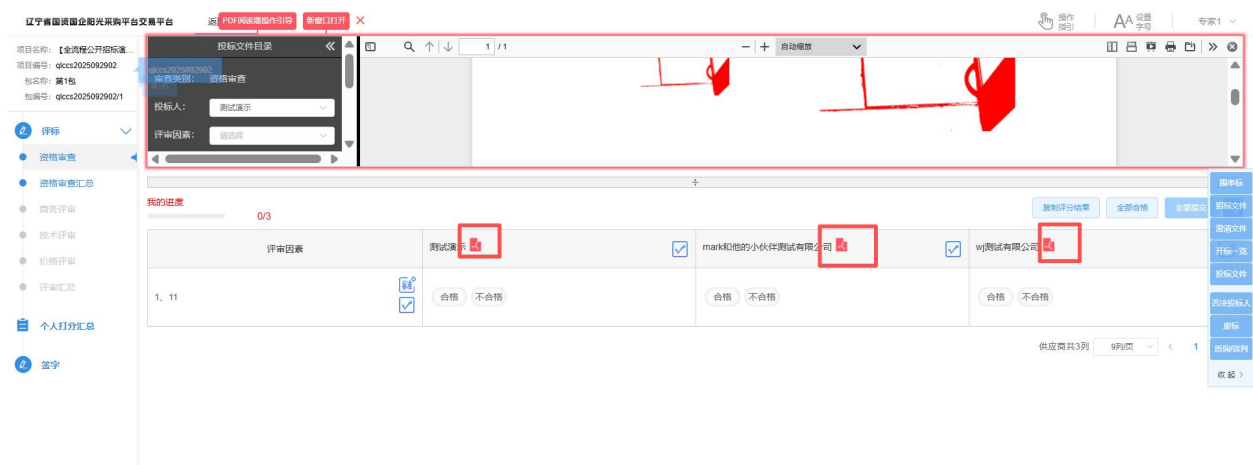 辽宁省国资国企阳光采购平台交易平台
返
PDF阅读器操作引导
新窗口打开
操作指引
AA 设置字号
专家1
项目名称：【全流程公开招标演...
项目编号：qlccs2025092902
包名称：第1包
包编号：qlccs2025092902/1
投标文件目录
qlccs2025092902
审查类别： 资格审查
投标人： 测试演示
评审因素： 请选择
1 / 1
自动缩放
评标
资格审查
资格审查汇总
商务评审
技术评审
价格评审
评审汇总
个人打分汇总
签字
我的进度
0/3
复制评分结果
全部合格
全部提交
评审因素
测试演示
mark和他的小伙伴测试有限公司
wj测试有限公司
1、11
合格 不合格
合格 不合格
合格 不合格
供应商共3列
9列/页
1
围串标
招标文件
澄清文件
开标一览
投标文件
否决投标人
废标
质询/谈判
收起